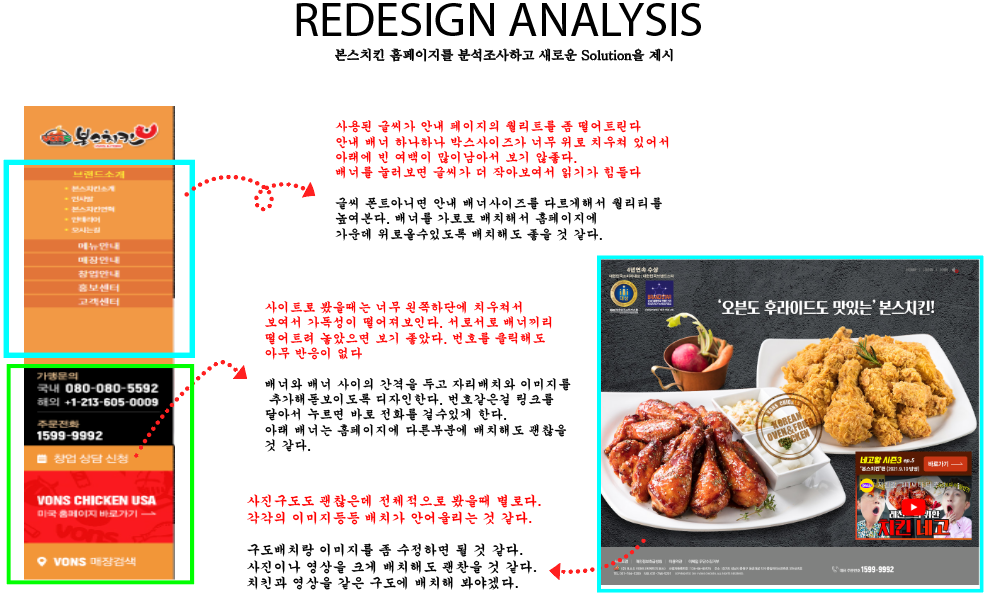 REDESIGN ANALYSIS
본스치킨 홈페이지를 분석조사하고 새로운 Solution을 제시
본스치킨
브랜드소개
본스치킨소개
인사말
본스치킨연혁
인테리어
오시는길
메뉴안내
매장안내
창업안내
홍보센터
고객센터
사용된 글씨가 안내 페이지의 퀄리트를 좀 떨어트린다
안내 배너 하나하나 박스사이즈가 너무 위로 치우쳐 있어서
아래에 빈 여백이 많이남아서 보기 않좋다.
배너를 눌러보면 글씨가 더 작아보여서 읽기가 힘들다
글씨 폰트아니면 안내 배너사이즈를 다르게해서 퀄리티를
높여본다. 배너를 가로로 배치해서 홈페이지에
가운데 위로올수있도록 배치해도 좋을 것 같다.
가맹문의
국내 080-080-5592
해외 +1-213-605-0009
주문전화
1599-9992
창업 상담 신청
VONS CHICKEN USA
미국 홈페이지 바로가기
VONS 매장검색
사이트로 봤을때는 너무 왼쪽하단에 치우쳐서
보여서 가독성이 떨어져보인다. 서로서로 배너끼리
떨어트려 놓았으면 보기 좋았다. 번호를 클릭해도
아무 반응이 없다
배너와 배너 사이의 간격을 두고 자리배치와 이미지를
추가해돋보이도록 디자인한다. 번호같은걸 링크를
달아서 누르면 바로 전화를 걸수있게 한다.
아래 배너는 홈페이지에 다른부분에 배치해도 괜찮을
것 같다.
사진구도도 괜찮은데 전체적으로 봤을때 별로다.
각각의 이미지등등 배치가 안어울리는 것 같다.
구도배치랑 이미지를 좀 수정하면 될 것 같다.
사진이나 영상을 크게 배치해도 괜찬을 것 같다.
치킨과 영상을 같은 구도에 배치해 봐야겠다.
4년연속 수상
'오븐도 후라이드도 맛있는' 본스치킨!
KOREAN
OVEN&FRIED
CHICKEN
네고왕 시즌3 ep.5
"본스치킨"편 (2021.9.10 방영)
바로가기
위한
치킨 네고
1599-9992